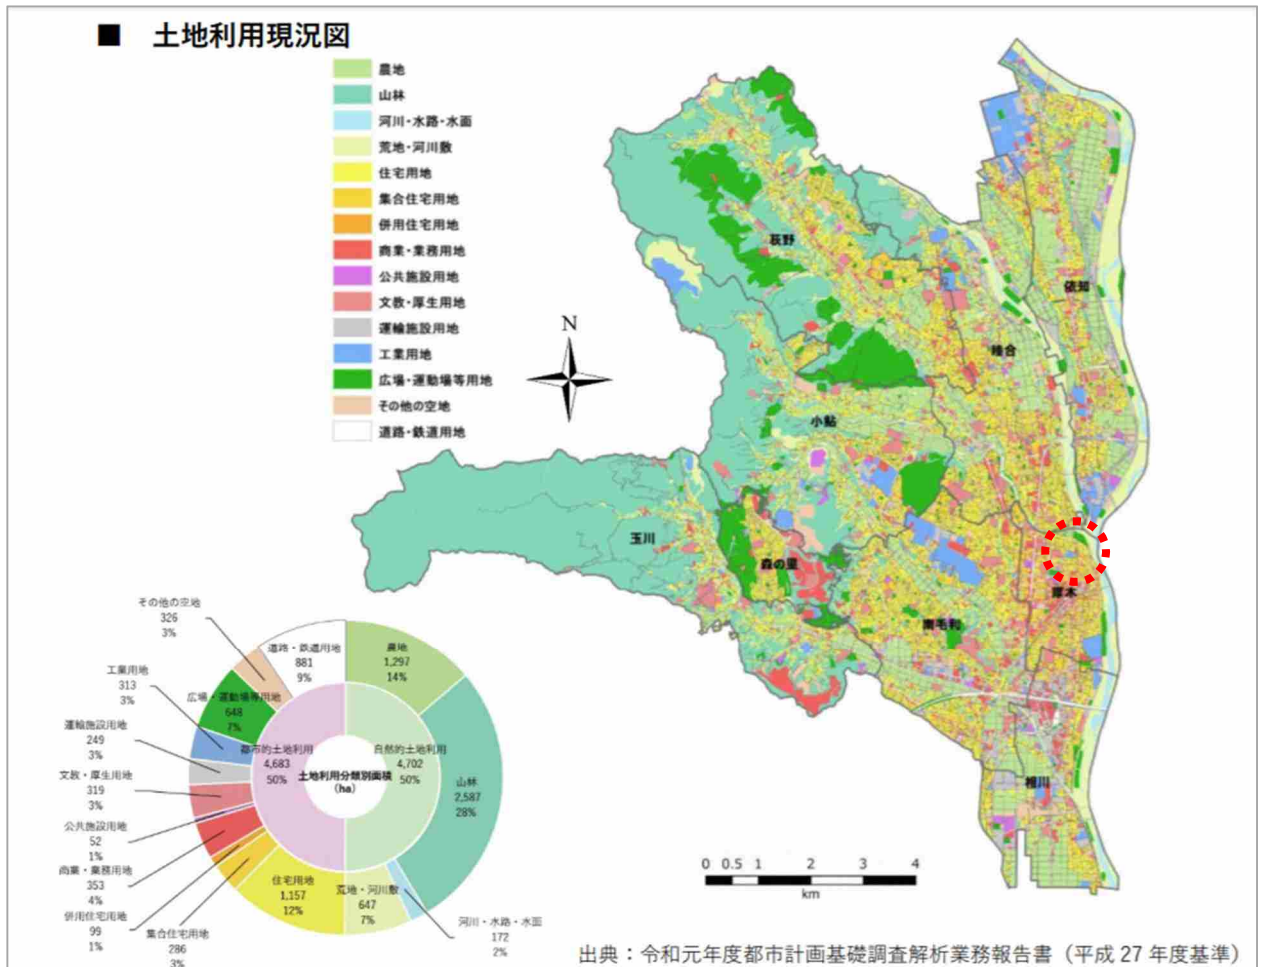 ■ 土地利用現況図
農地
山林
河川・水路・水面
荒地・河川敷
住宅用地
集合住宅用地
併用住宅用地
商業・業務用地
公共施設用地
文教・厚生用地
運輸施設用地
工業用地
広場・運動場等用地
その他の空地
道路・鉄道用地
N
荻野
依知
睦合
小鮎
玉川
森の里
厚木
南毛利
相川
その他の空地
326
3%
道路・鉄道用地
881
9%
農地
1,297
14%
工業用地
313
3%
広場・運動場等用地
648
7%
運輸施設用地
249
3%
都市的土地利用
4,683
50%
自然的土地利用
4,702
50%
土地利用分類別面積
(ha)
山林
2,587
28%
文教・厚生用地
319
3%
公共施設用地
52
1%
商業・業務用地
353
4%
併用住宅用地
99
1%
集合住宅用地
286
3%
住宅用地
1,157
12%
荒地・河川敷
647
7%
河川・水路・水面
172
2%
0 0.5 1 2 3 4
km
出典：令和元年度都市計画基礎調査解析業務報告書（平成 27 年度基準）